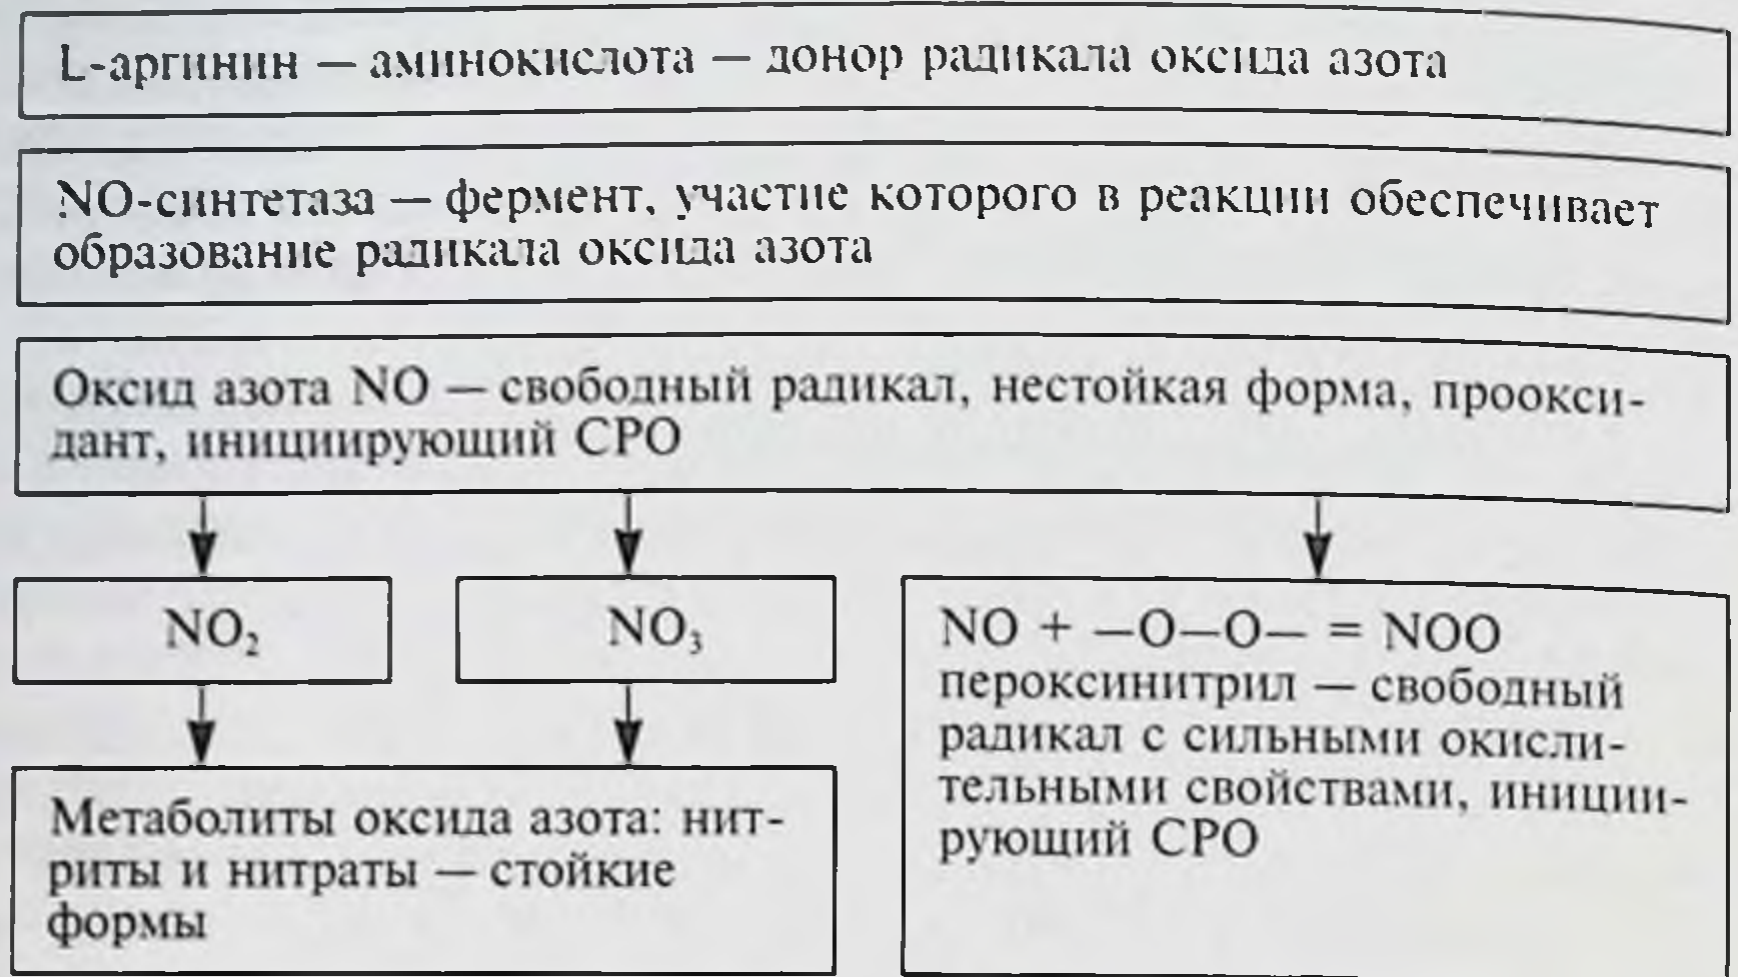 L-аргинин — аминокислота — донор радикала оксида азота
NO-синтетаза — фермент, участие которого в реакции обеспечивает
образование радикала оксида азота
Оксид азота NO — свободный радикал, нестойкая форма, проокси-
дант, инициирующий СРО
NO₂
NO₃
NO + —O—O— = NOO
пероксинитрил — свободный
радикал с сильными окисли-
тельными свойствами, иниции-
рующий СРО
Метаболиты оксида азота: нит-
риты и нитраты — стойкие
формы